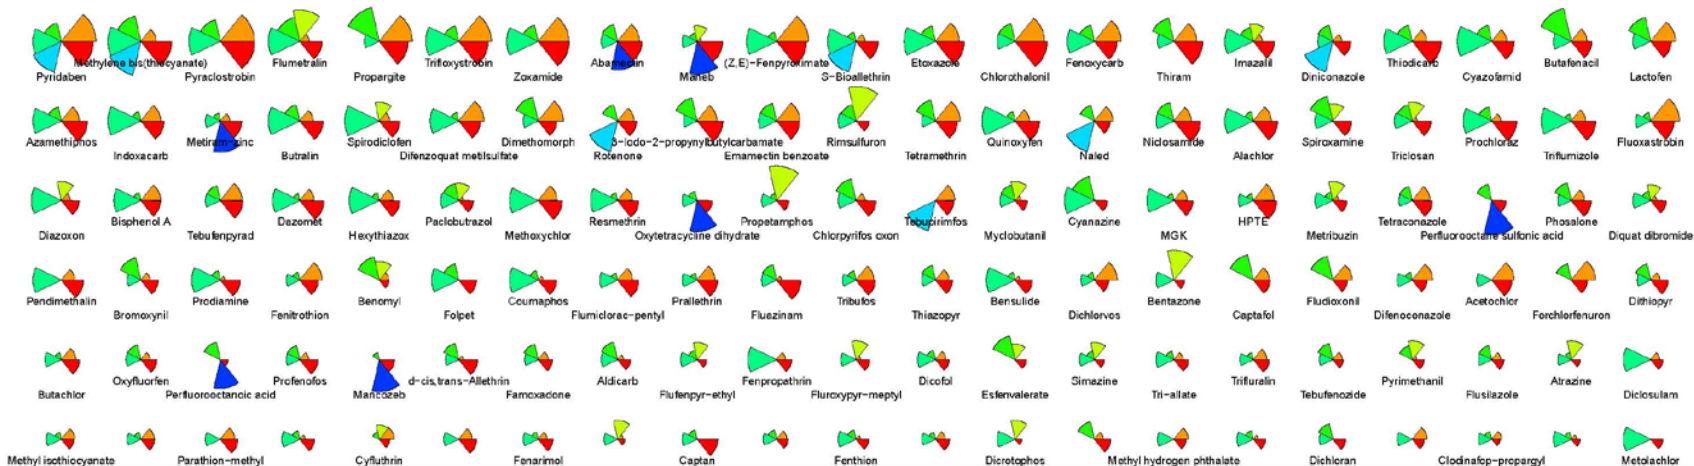 Pyridaben
Methylene bis(thiocyanate)
Pyraclostrobin
Flumetralin
Propargite
Trifloxystrobin
Zoxamide
Abamectin
Maneb
(Z,E)-Fenpyroximate
S-Bioallethrin
Etoxazole
Chlorothalonil
Fenoxycarb
Thiram
Imazalil
Diniconazole
Thiodicarb
Cyazofamid
Butafenacil
Lactofen
Azamethiphos
Indoxacarb
Metiram-zinc
Butralin
Spirodiclofen
Difenzoquat metilsulfate
Dimethomorph
Rotenone
3-Iodo-2-propynylbutylcarbamate
Emamectin benzoate
Rimsulfuron
Tetramethrin
Quinoxyfen
Naled
Niclosamide
Alachlor
Spiroxamine
Triclosan
Prochloraz
Triflumizole
Fluoxastrobin
Diazoxon
Bisphenol A
Tebufenpyrad
Dazomet
Hexythiazox
Paclobutrazol
Methoxychlor
Resmethrin
Oxytetracycline dihydrate
Propetamphos
Chlorpyrifos oxon
Tebupirimfos
Myclobutanil
Cyanazine
MGK
HPTE
Metribuzin
Tetraconazole
Perfluorooctane sulfonic acid
Phosalone
Diquat dibromide
Pendimethalin
Bromoxynil
Prodiamine
Fenitrothion
Benomyl
Folpet
Coumaphos
Flumiclorac-pentyl
Prallethrin
Fluazinam
Tribufos
Thiazopyr
Bensulide
Dichlorvos
Bentazone
Captafol
Fludioxonil
Difenoconazole
Acetochlor
Forchlorfenuron
Dithiopyr
Butachlor
Oxyfluorfen
Perfluorooctanoic acid
Profenofos
Mancozeb
d-cis,trans-Allethrin
Famoxadone
Aldicarb
Flufenpyr-ethyl
Fenpropathrin
Fluroxypyr-meptyl
Dicofol
Esfenvalerate
Simazine
Tri-allate
Trifluralin
Tebufenozide
Pyrimethanil
Flusilazole
Atrazine
Diclosulam
Methyl isothiocyanate
Parathion-methyl
Cyfluthrin
Fenarimol
Captan
Fenthion
Dicrotophos
Methyl hydrogen phthalate
Dichloran
Clodinafop-propargyl
Metolachlor